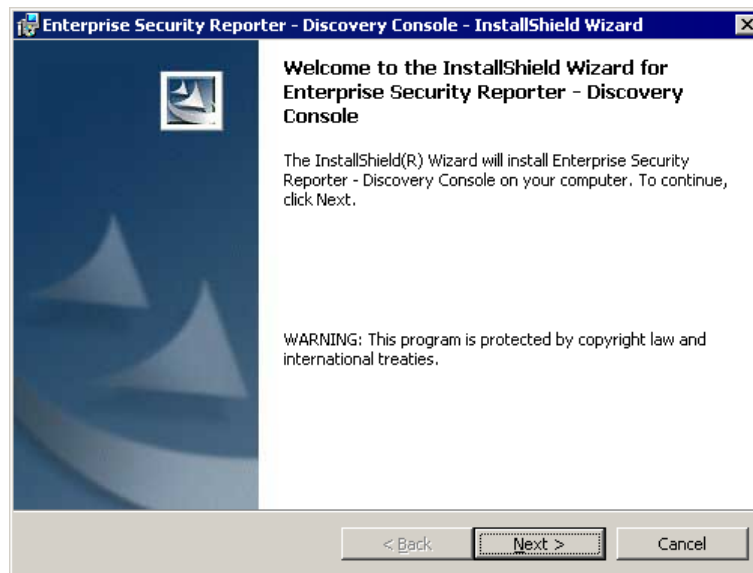 Enterprise Security Reporter - Discovery Console - InstallShield Wizard
Welcome to the InstallShield Wizard for
Enterprise Security Reporter - Discovery
Console
The InstallShield(R) Wizard will install Enterprise Security
Reporter - Discovery Console on your computer. To continue,
click Next.
WARNING: This program is protected by copyright law and
international treaties.
< Back
Next >
Cancel